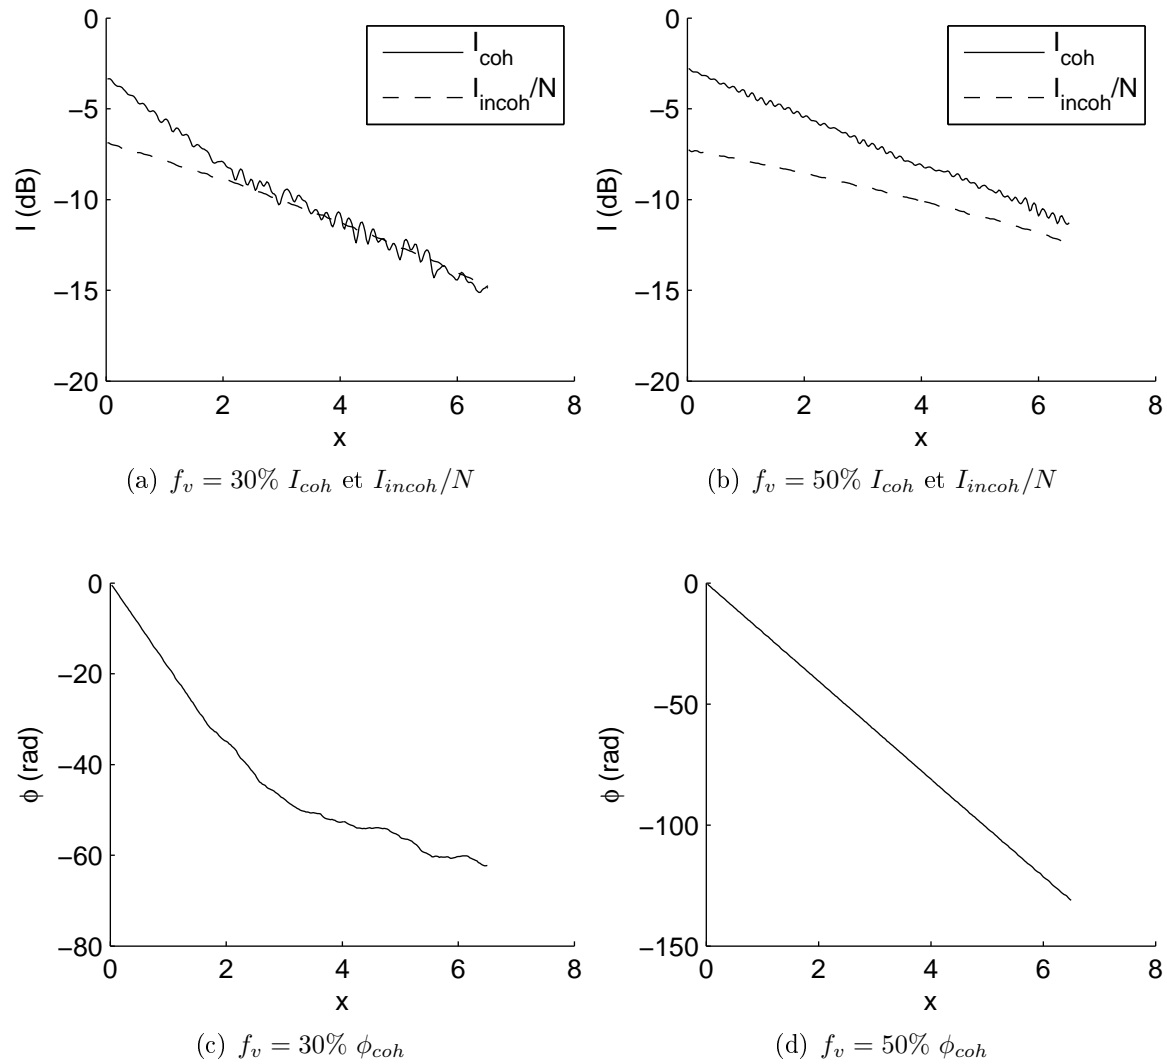 0
−5
−10
−15
−20
I (dB)
0 2 4 6 8
x
I_coh
I_incoh/N
(a) f_v = 30% I_coh et I_incoh/N
0
−5
−10
−15
−20
I (dB)
0 2 4 6 8
x
I_coh
I_incoh/N
(b) f_v = 50% I_coh et I_incoh/N
0
−20
−40
−60
−80
ϕ (rad)
0 2 4 6 8
x
(c) f_v = 30% ϕ_coh
0
−50
−100
−150
ϕ (rad)
0 2 4 6 8
x
(d) f_v = 50% ϕ_coh